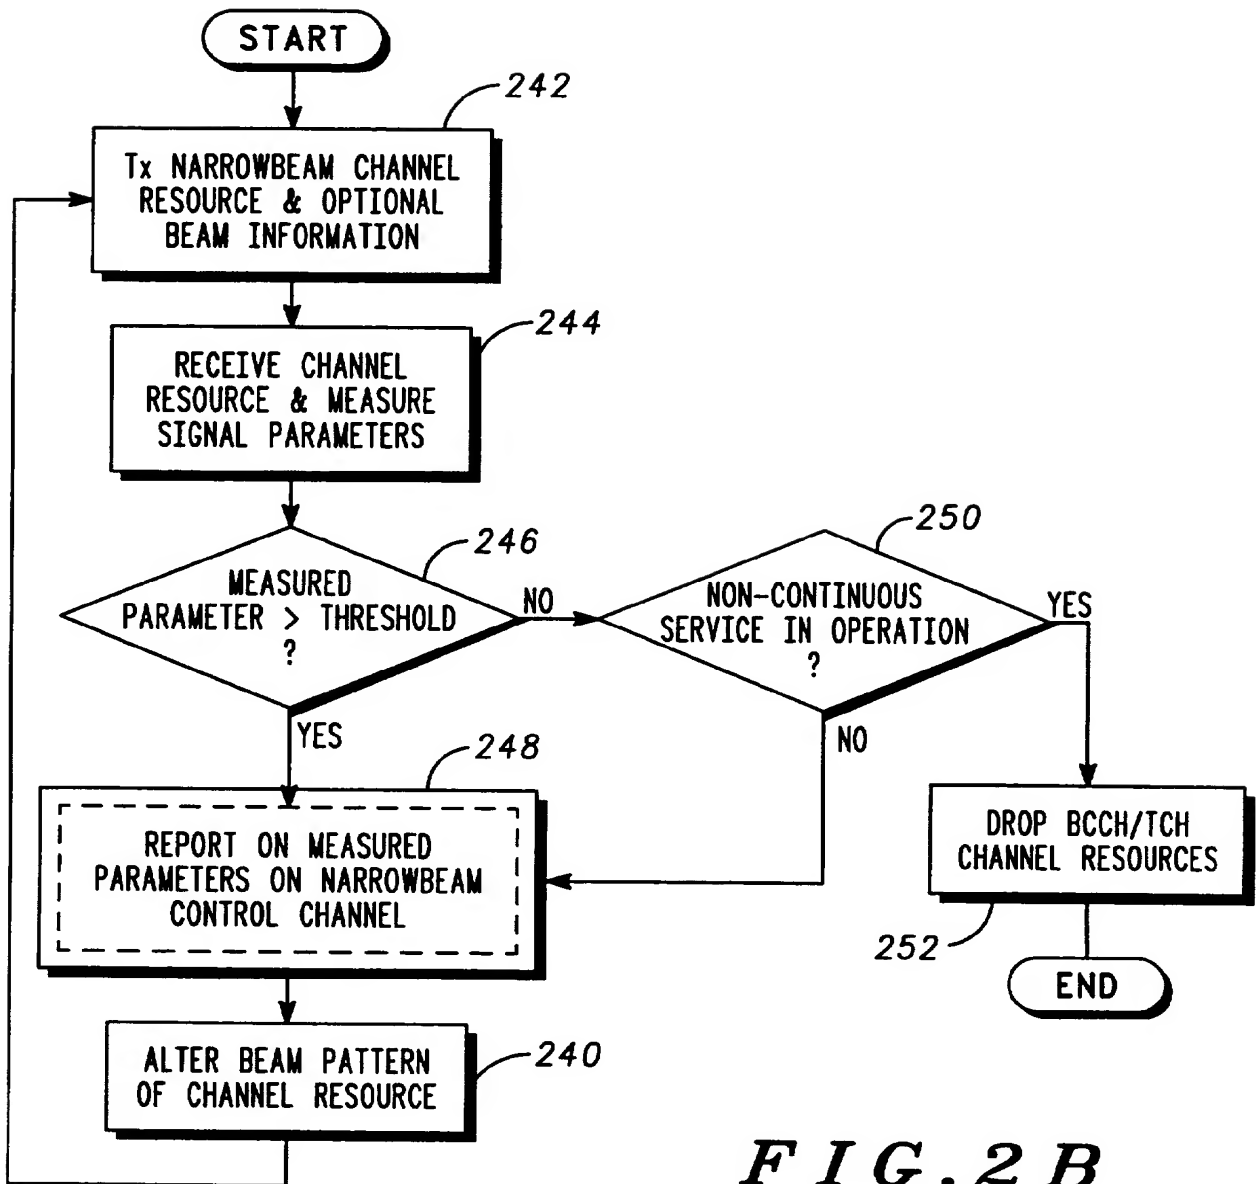 START
242
Tx NARROWBEAM CHANNEL
RESOURCE & OPTIONAL
BEAM INFORMATION
244
RECEIVE CHANNEL
RESOURCE & MEASURE
SIGNAL PARAMETERS
246
MEASURED
PARAMETER > THRESHOLD
?
NO
YES
250
NON-CONTINUOUS
SERVICE IN OPERATION
?
YES
NO
248
REPORT ON MEASURED
PARAMETERS ON NARROWBEAM
CONTROL CHANNEL
DROP BCCH/TCH
CHANNEL RESOURCES
252
END
ALTER BEAM PATTERN
OF CHANNEL RESOURCE
240
FIG.2B